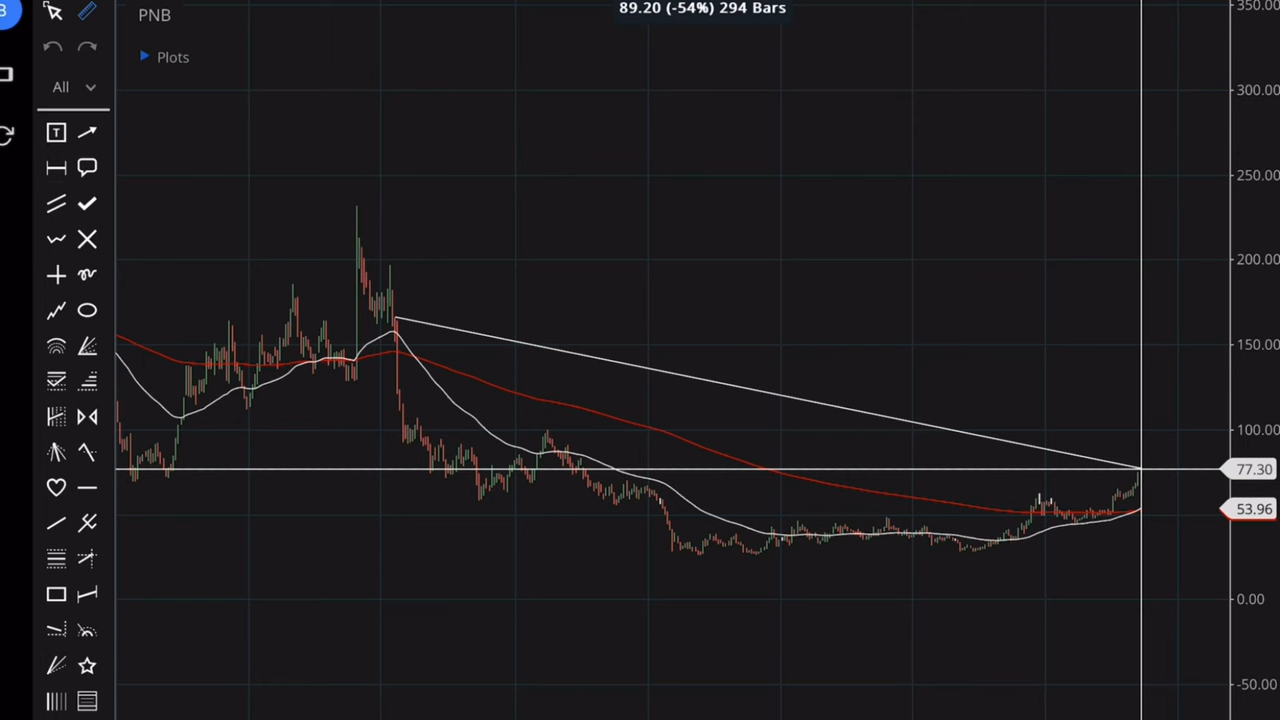 89.20 (-54%) 294 Bars
PNB
Plots
All
T
350.00
300.00
250.00
200.00
150.00
100.00
77.30
53.96
0.00
-50.00